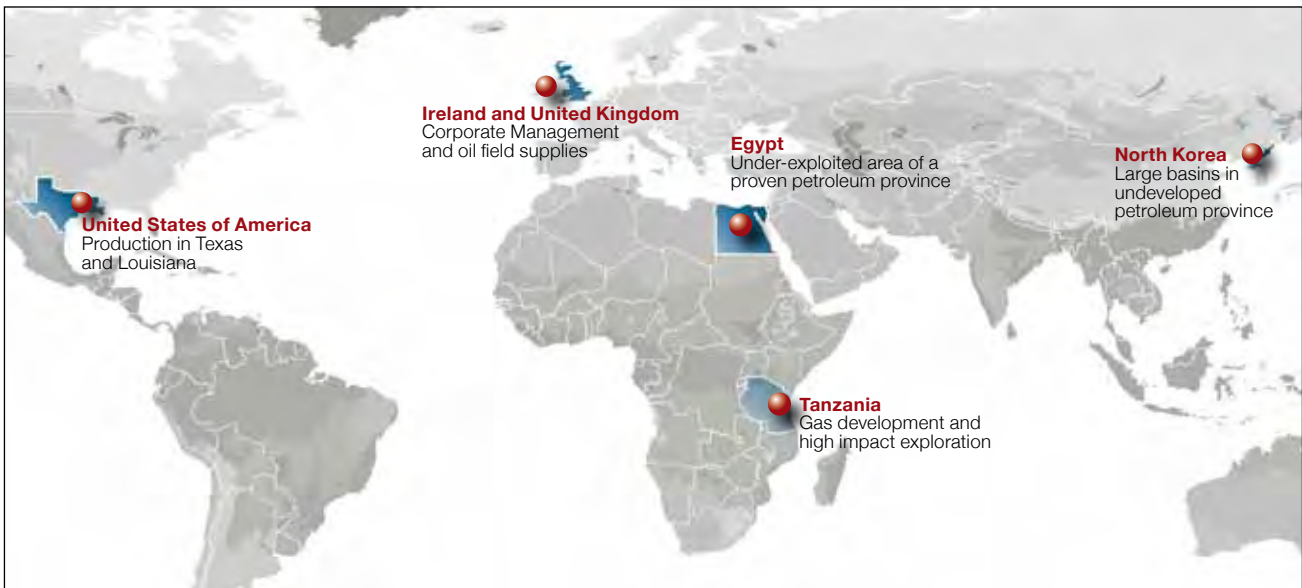 Ireland and United Kingdom
Corporate Management
and oil field supplies
Egypt
Under-exploited area of a
proven petroleum province
North Korea
Large basins in
undeveloped
petroleum province
United States of America
Production in Texas
and Louisiana
Tanzania
Gas development and
high impact exploration